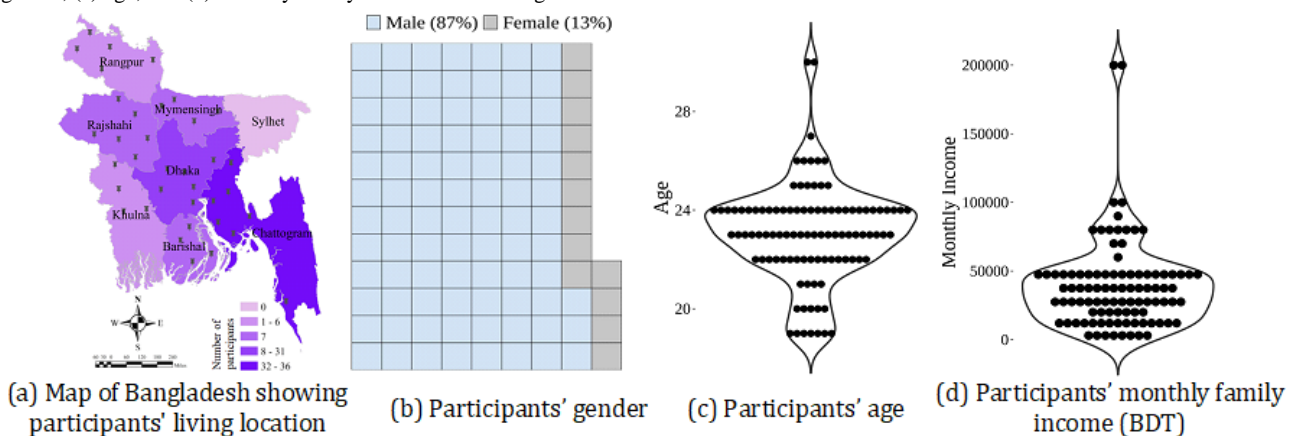 Male (87%) Female (13%)
Rangpur
Mymensingh
Rajshahi
Sylhet
Dhaka
Khulna
Barishal
Chattogram
N
W E
S
Number of
participants
0
1 - 6
7
8 - 31
32 - 36
Miles
Age
28-
24-
20-
Monthly Income
200000-
150000-
100000-
50000-
0-
(a) Map of Bangladesh showing
participants' living location
(b) Participants’ gender
(c) Participants’ age
(d) Participants’ monthly family
income (BDT)